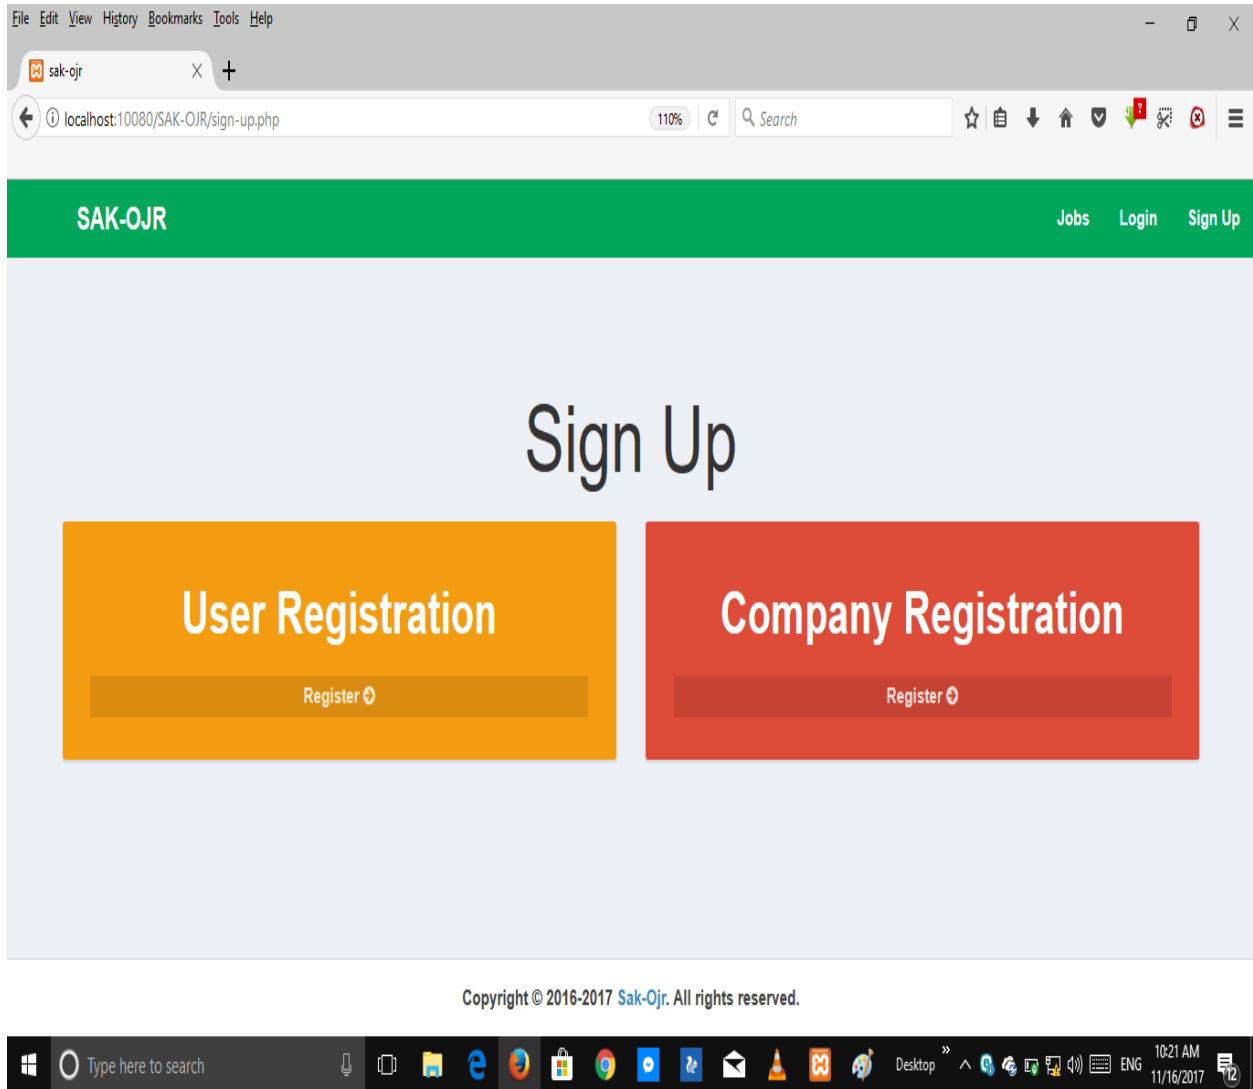 File Edit View History Bookmarks Tools Help
sak-ojr
localhost:10080/SAK-OJR/sign-up.php 110% Search
SAK-OJR Jobs Login Sign Up
Sign Up
User Registration
Register
Company Registration
Register
Copyright © 2016-2017 Sak-Ojr. All rights reserved.
Type here to search Desktop » ENG 10:21 AM
11/16/2017
12